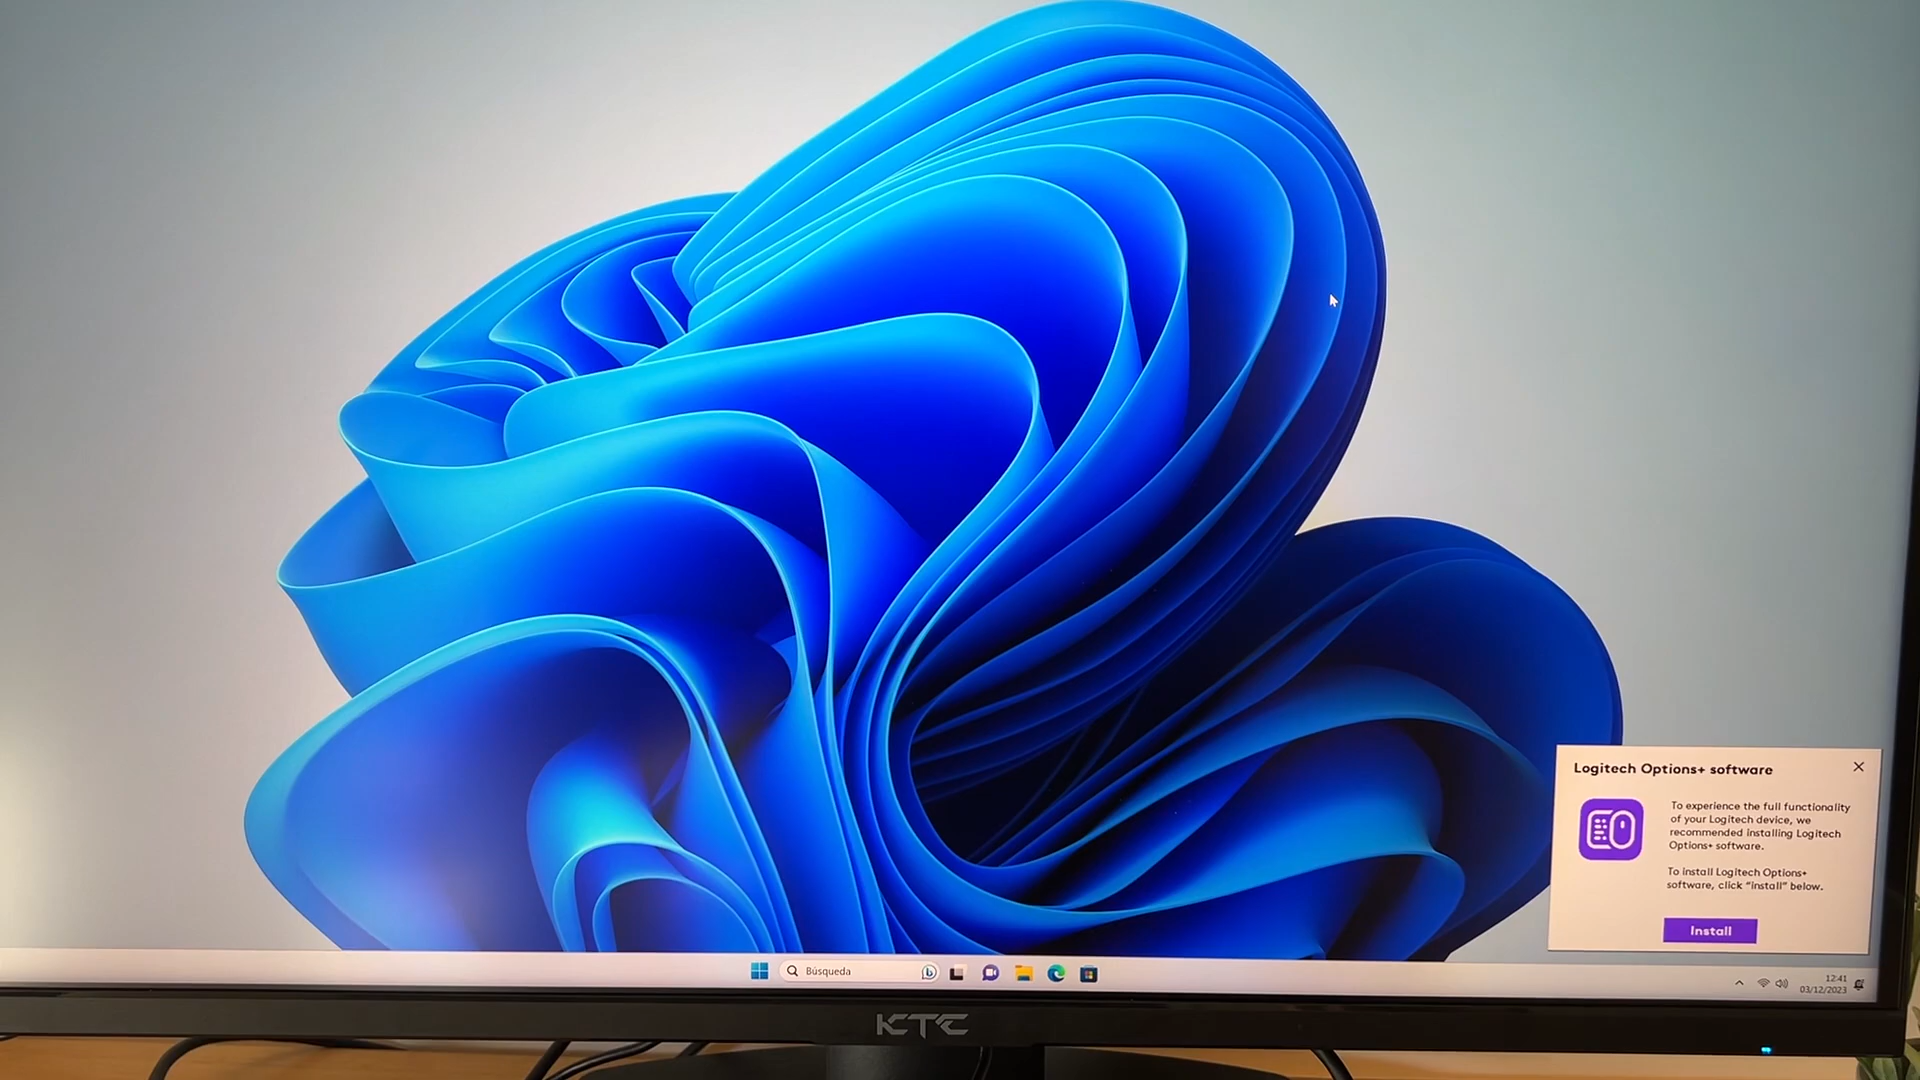 Logitech Options+ software
To experience the full functionality
of your Logitech device, we
recommended installing Logitech
Options+ software.
To install Logitech Options+
software, click "install" below.
Install
Búsqueda
12:41
03/12/2023
KTC